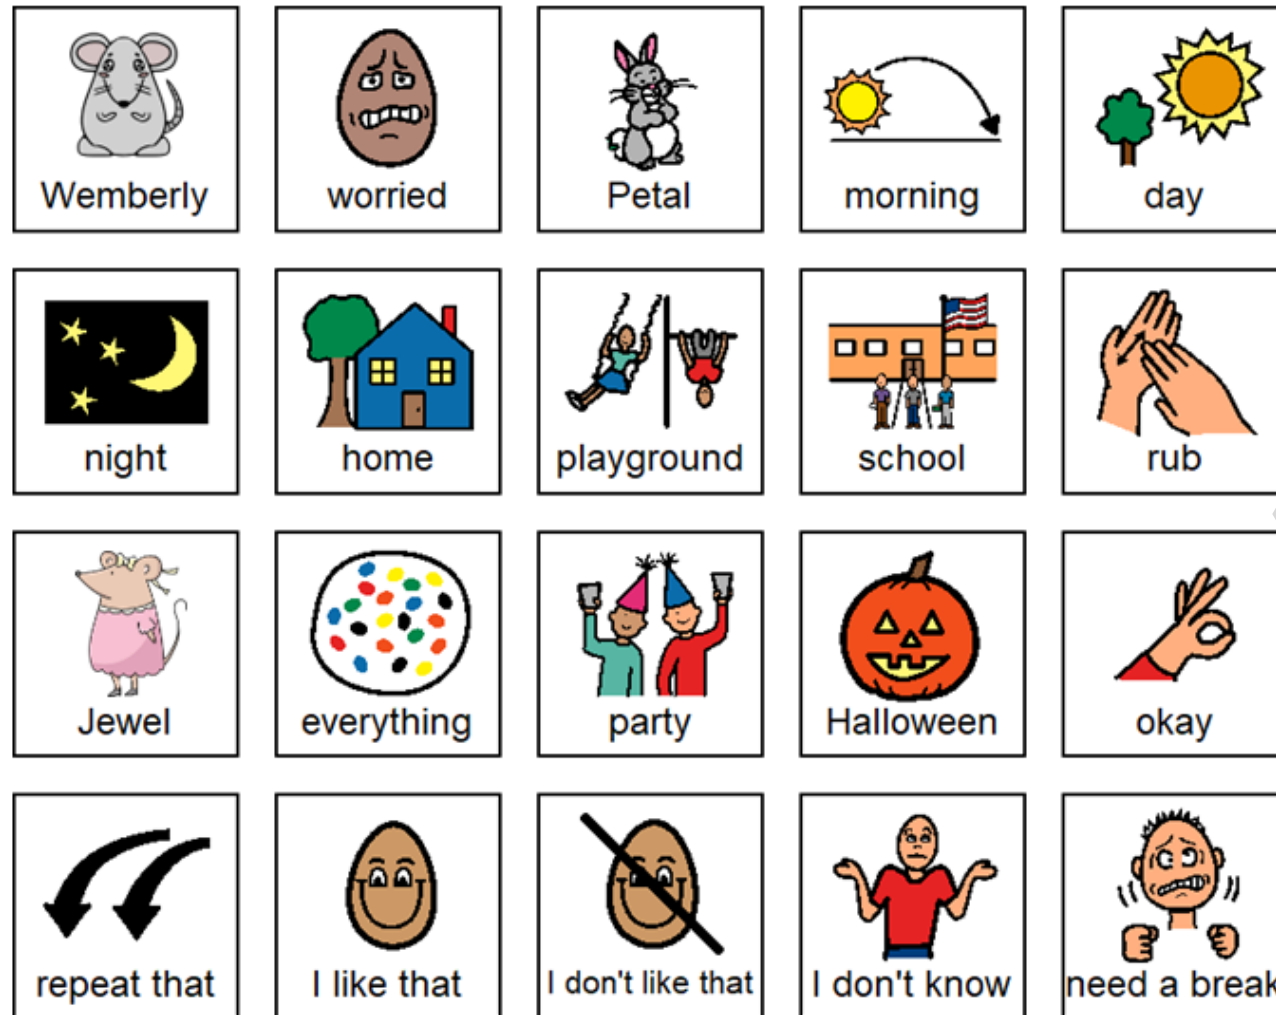 Wemberly
worried
Petal
morning
day
night
home
playground
school
rub
Jewel
everything
party
Halloween
okay
repeat that
I like that
I don't like that
I don't know
need a break